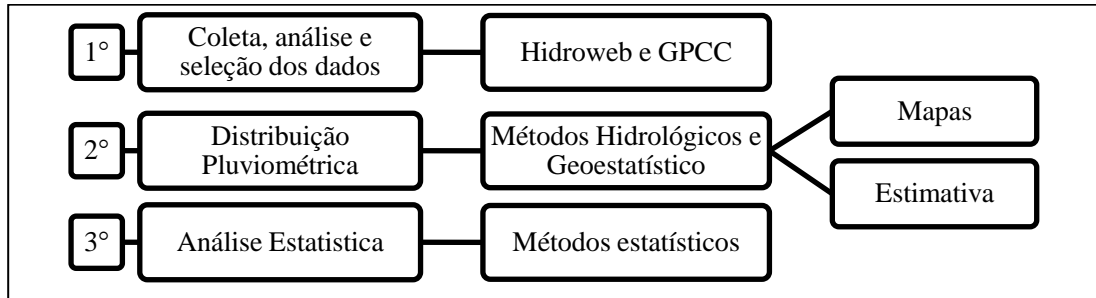 1°
Coleta, análise e
seleção dos dados
Hidroweb e GPCC
2°
Distribuição
Pluviométrica
Métodos Hidrológicos e
Geoestatístico
Mapas
Estimativa
3°
Análise Estatistica
Métodos estatísticos